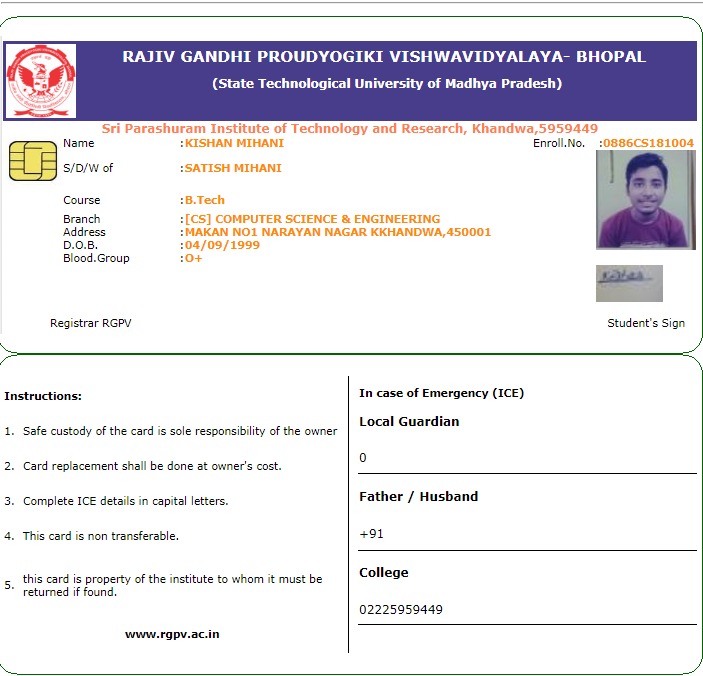 RAJIV GANDHI PROUDYOGIKI VISHWAVIDYALAYA- BHOPAL
(State Technological University of Madhya Pradesh)
Sri Parashuram Institute of Technology and Research, Khandwa,5959449
Name :KISHAN MIHANI Enroll.No. :0886CS181004
S/D/W of :SATISH MIHANI
Course :B.Tech
Branch :[CS] COMPUTER SCIENCE & ENGINEERING
Address :MAKAN NO1 NARAYAN NAGAR KKHANDWA,450001
D.O.B. :04/09/1999
Blood.Group :O+
Registrar RGPV Student's Sign
Instructions:
1. Safe custody of the card is sole responsibility of the owner
2. Card replacement shall be done at owner's cost.
3. Complete ICE details in capital letters.
4. This card is non transferable.
5. this card is property of the institute to whom it must be
returned if found.
www.rgpv.ac.in
In case of Emergency (ICE)
Local Guardian
0
Father / Husband
+91
College
02225959449